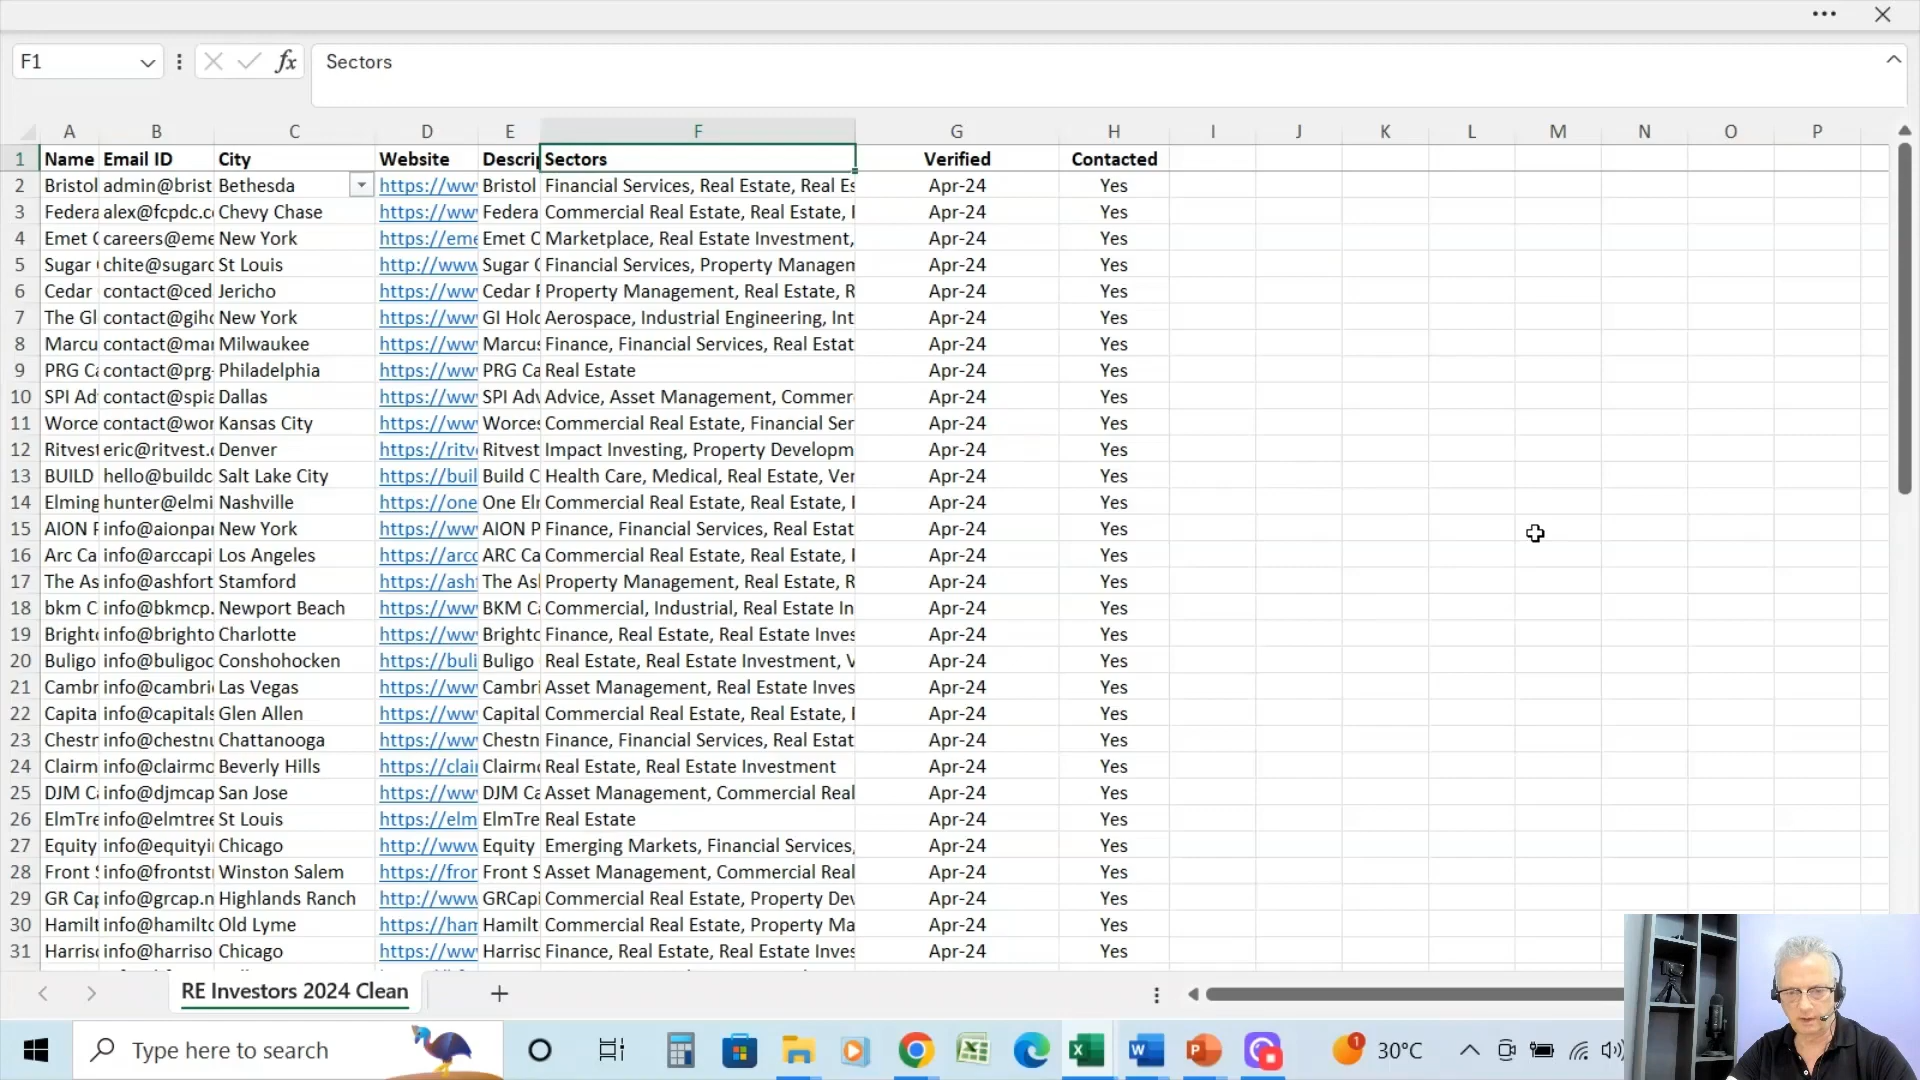 F1
fx
Sectors
A B C D E F G H I J K L M N O P
1 Name Email ID City Website Descrip Sectors Verified Contacted
2 Bristol admin@brist Bethesda https://ww Bristol Financial Services, Real Estate, Real Es Apr-24 Yes
3 Federa alex@fcpdc.c Chevy Chase https://ww Federa Commercial Real Estate, Real Estate, Apr-24 Yes
4 Emet careers@eme New York https://eme Emet Marketplace, Real Estate Investment, Apr-24 Yes
5 Sugar chite@sugarc St Louis http://www Sugar Financial Services, Property Managem Apr-24 Yes
6 Cedar contact@ced Jericho https://ww Cedar Property Management, Real Estate, R Apr-24 Yes
7 The Gl contact@giho New York https://ww GI Hold Aerospace, Industrial Engineering, Int Apr-24 Yes
8 Marcu contact@mar Milwaukee https://ww Marcus Finance, Financial Services, Real Estat Apr-24 Yes
9 PRG Ca contact@prg- Philadelphia https://ww PRG Ca Real Estate Apr-24 Yes
10 SPI Ad contact@spia Dallas https://ww SPI Adv Advice, Asset Management, Commer Apr-24 Yes
11 Worce contact@wor Kansas City https://ww Worces Commercial Real Estate, Financial Ser Apr-24 Yes
12 Ritvest eric@ritvest. Denver https://ritv Ritvest Impact Investing, Property Developm Apr-24 Yes
13 BUILD hello@buildc Salt Lake City https://buil Build C Health Care, Medical, Real Estate, Ver Apr-24 Yes
14 Elming hunter@elmi Nashville https://one One Elr Commercial Real Estate, Real Estate, Apr-24 Yes
15 AION P info@aionpar New York https://ww AION P Finance, Financial Services, Real Estat Apr-24 Yes
16 Arc Ca info@arccapi Los Angeles https://arcc ARC Ca Commercial Real Estate, Real Estate, Apr-24 Yes
17 The As info@ashfort Stamford https://ash The Asl Property Management, Real Estate, R Apr-24 Yes
18 bkm C info@bkmcp. Newport Beach https://ww BKM Ca Commercial, Industrial, Real Estate In Apr-24 Yes
19 Brighto info@brighto Charlotte https://ww Brighto Finance, Real Estate, Real Estate Inves Apr-24 Yes
20 Buligo info@buligoc Conshohocken https://buli Buligo Real Estate, Real Estate Investment, V Apr-24 Yes
21 Cambr info@cambri Las Vegas https://ww Cambri Asset Management, Real Estate Inves Apr-24 Yes
22 Capita info@capitals Glen Allen https://ww Capital Commercial Real Estate, Real Estate, Apr-24 Yes
23 Chestn info@chestnu Chattanooga https://ww Chestn Finance, Financial Services, Real Estat Apr-24 Yes
24 Clairm info@clairmo Beverly Hills https://clai Clairmo Real Estate, Real Estate Investment Apr-24 Yes
25 DJM Ca info@djmcap San Jose https://ww DJM Ca Asset Management, Commercial Real Apr-24 Yes
26 ElmTre info@elmtree St Louis https://elm ElmTre Real Estate Apr-24 Yes
27 Equity info@equityi Chicago http://www Equity Emerging Markets, Financial Services, Apr-24 Yes
28 Front S info@frontst Winston Salem https://fror Front S Asset Management, Commercial Real Apr-24 Yes
29 GR Cap info@grcap.n Highlands Ranch http://www GRCapi Commercial Real Estate, Property Dev Apr-24 Yes
30 Hamilt info@hamilto Old Lyme https://ham Hamilt Commercial Real Estate, Property Ma Apr-24 Yes
31 Harriso info@harriso Chicago https://ww Harriso Finance, Real Estate, Real Estate Inves Apr-24 Yes
RE Investors 2024 Clean
Type here to search
1
30°C